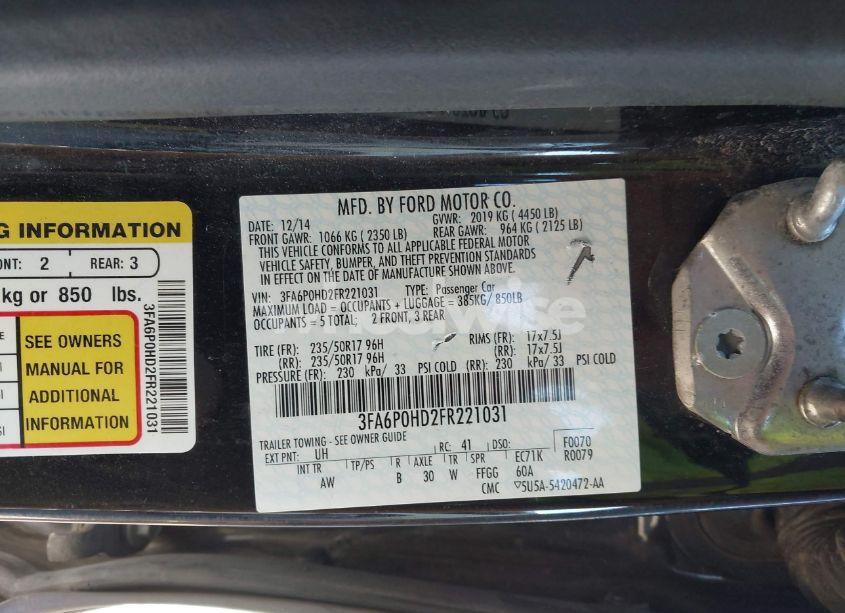 G INFORMATION
ONT: 2 REAR: 3
kg or 850 lbs.
SEE OWNERS
MANUAL FOR
ADDITIONAL
INFORMATION
3FA6P0HD2FR221031
MFD. BY FORD MOTOR CO.
DATE: 12/14 GVWR: 2019 KG ( 4450 LB)
FRONT GAWR: 1066 KG ( 2350 LB) REAR GAWR: 964 KG ( 2125 LB)
THIS VEHICLE CONFORMS TO ALL APPLICABLE FEDERAL MOTOR
VEHICLE SAFETY, BUMPER, AND THEFT PREVENTION STANDARDS
IN EFFECT ON THE DATE OF MANUFACTURE SHOWN ABOVE.
VIN: 3FA6P0HD2FR221031 TYPE: Passenger Car
MAXIMUM LOAD = OCCUPANTS + LUGGAGE = 385KG/ 850LB
OCCUPANTS = 5 TOTAL; 2 FRONT, 3 REAR
TIRE (FR): 235/50R17 96H RIMS (FR): 17x7.5J
(RR): 235/50R17 96H (RR): 17x7.5J
PRESSURE (FR): 230 kPa/ 33 PSI COLD (RR): 230 kPa/ 33 PSI COLD
3FA6P0HD2FR221031
TRAILER TOWING - SEE OWNER GUIDE
EXT PNT: UH RC: 41 DSO: F0070
R0079
INT TR TP/PS R AXLE TR SPR EC71K
AW B 30 W FFGG 60A
CMC 5U5A-5420472-AA